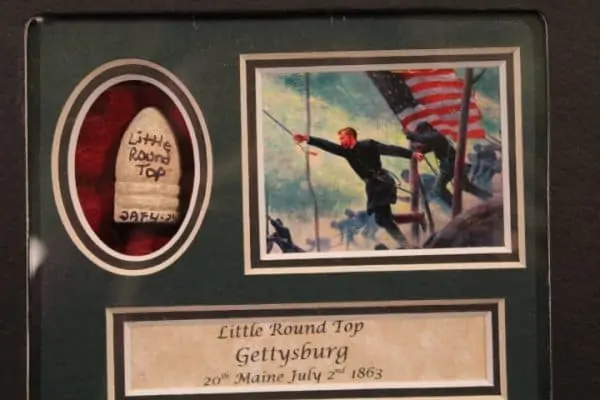 Little
Round
Top
Little Round Top
Gettysburg
20th Maine July 2nd 1863